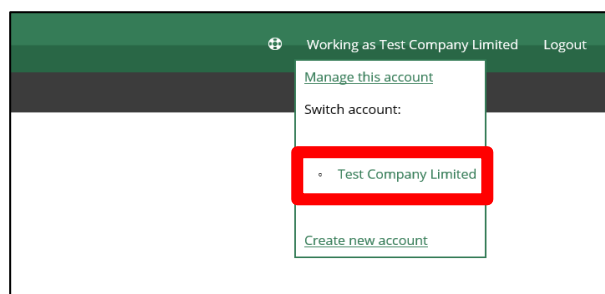 Working as Test Company Limited Logout
Manage this account
Switch account:
Test Company Limited
Create new account